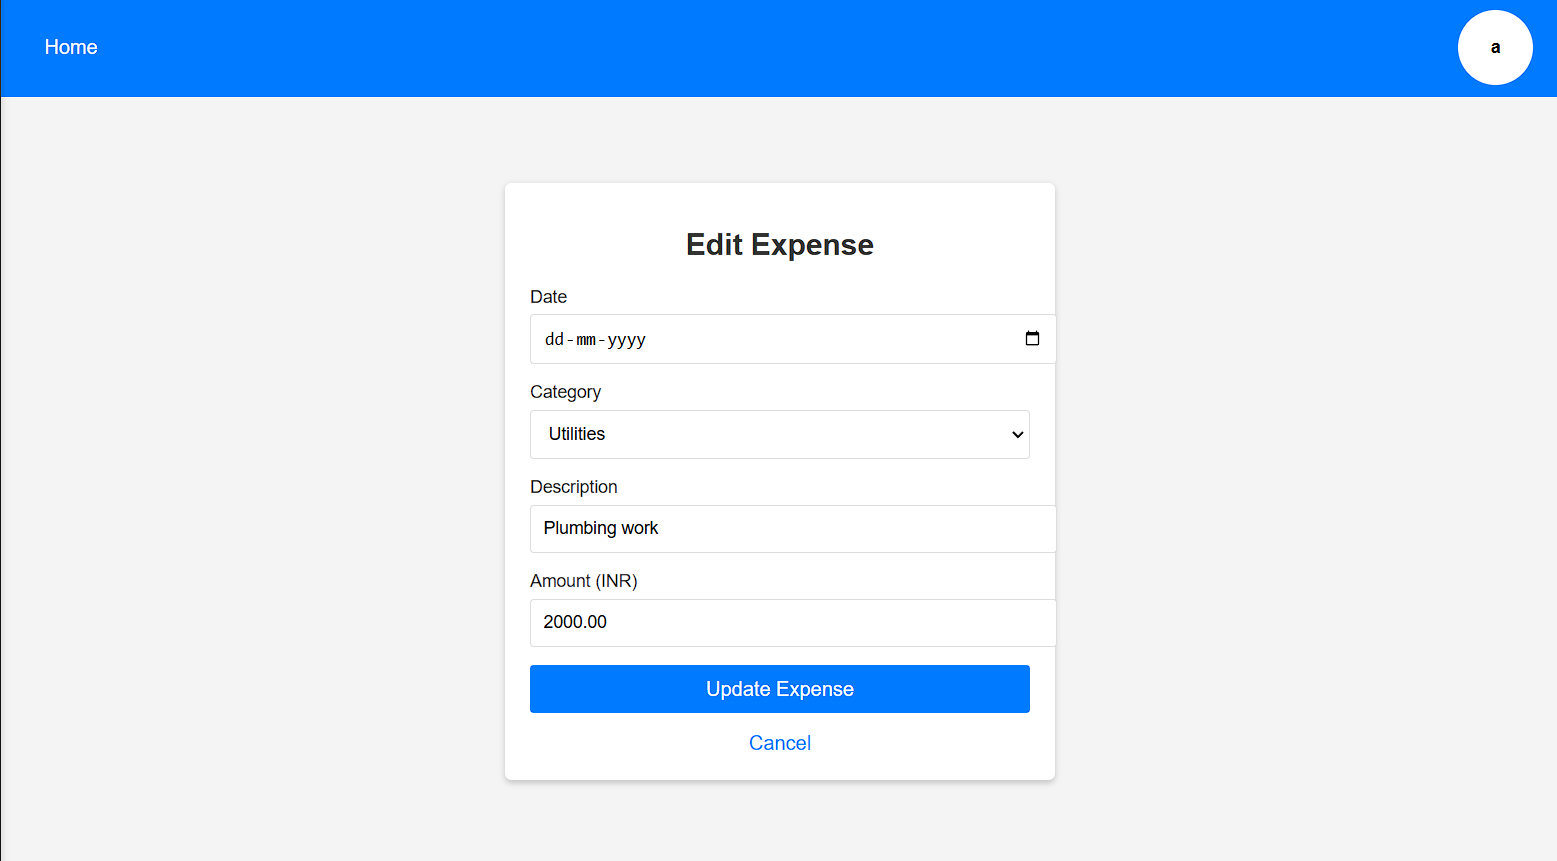 Home
a
Edit Expense
Date
dd-mm-yyyy
Category
Utilities
Description
Plumbing work
Amount (INR)
2000.00
Update Expense
Cancel